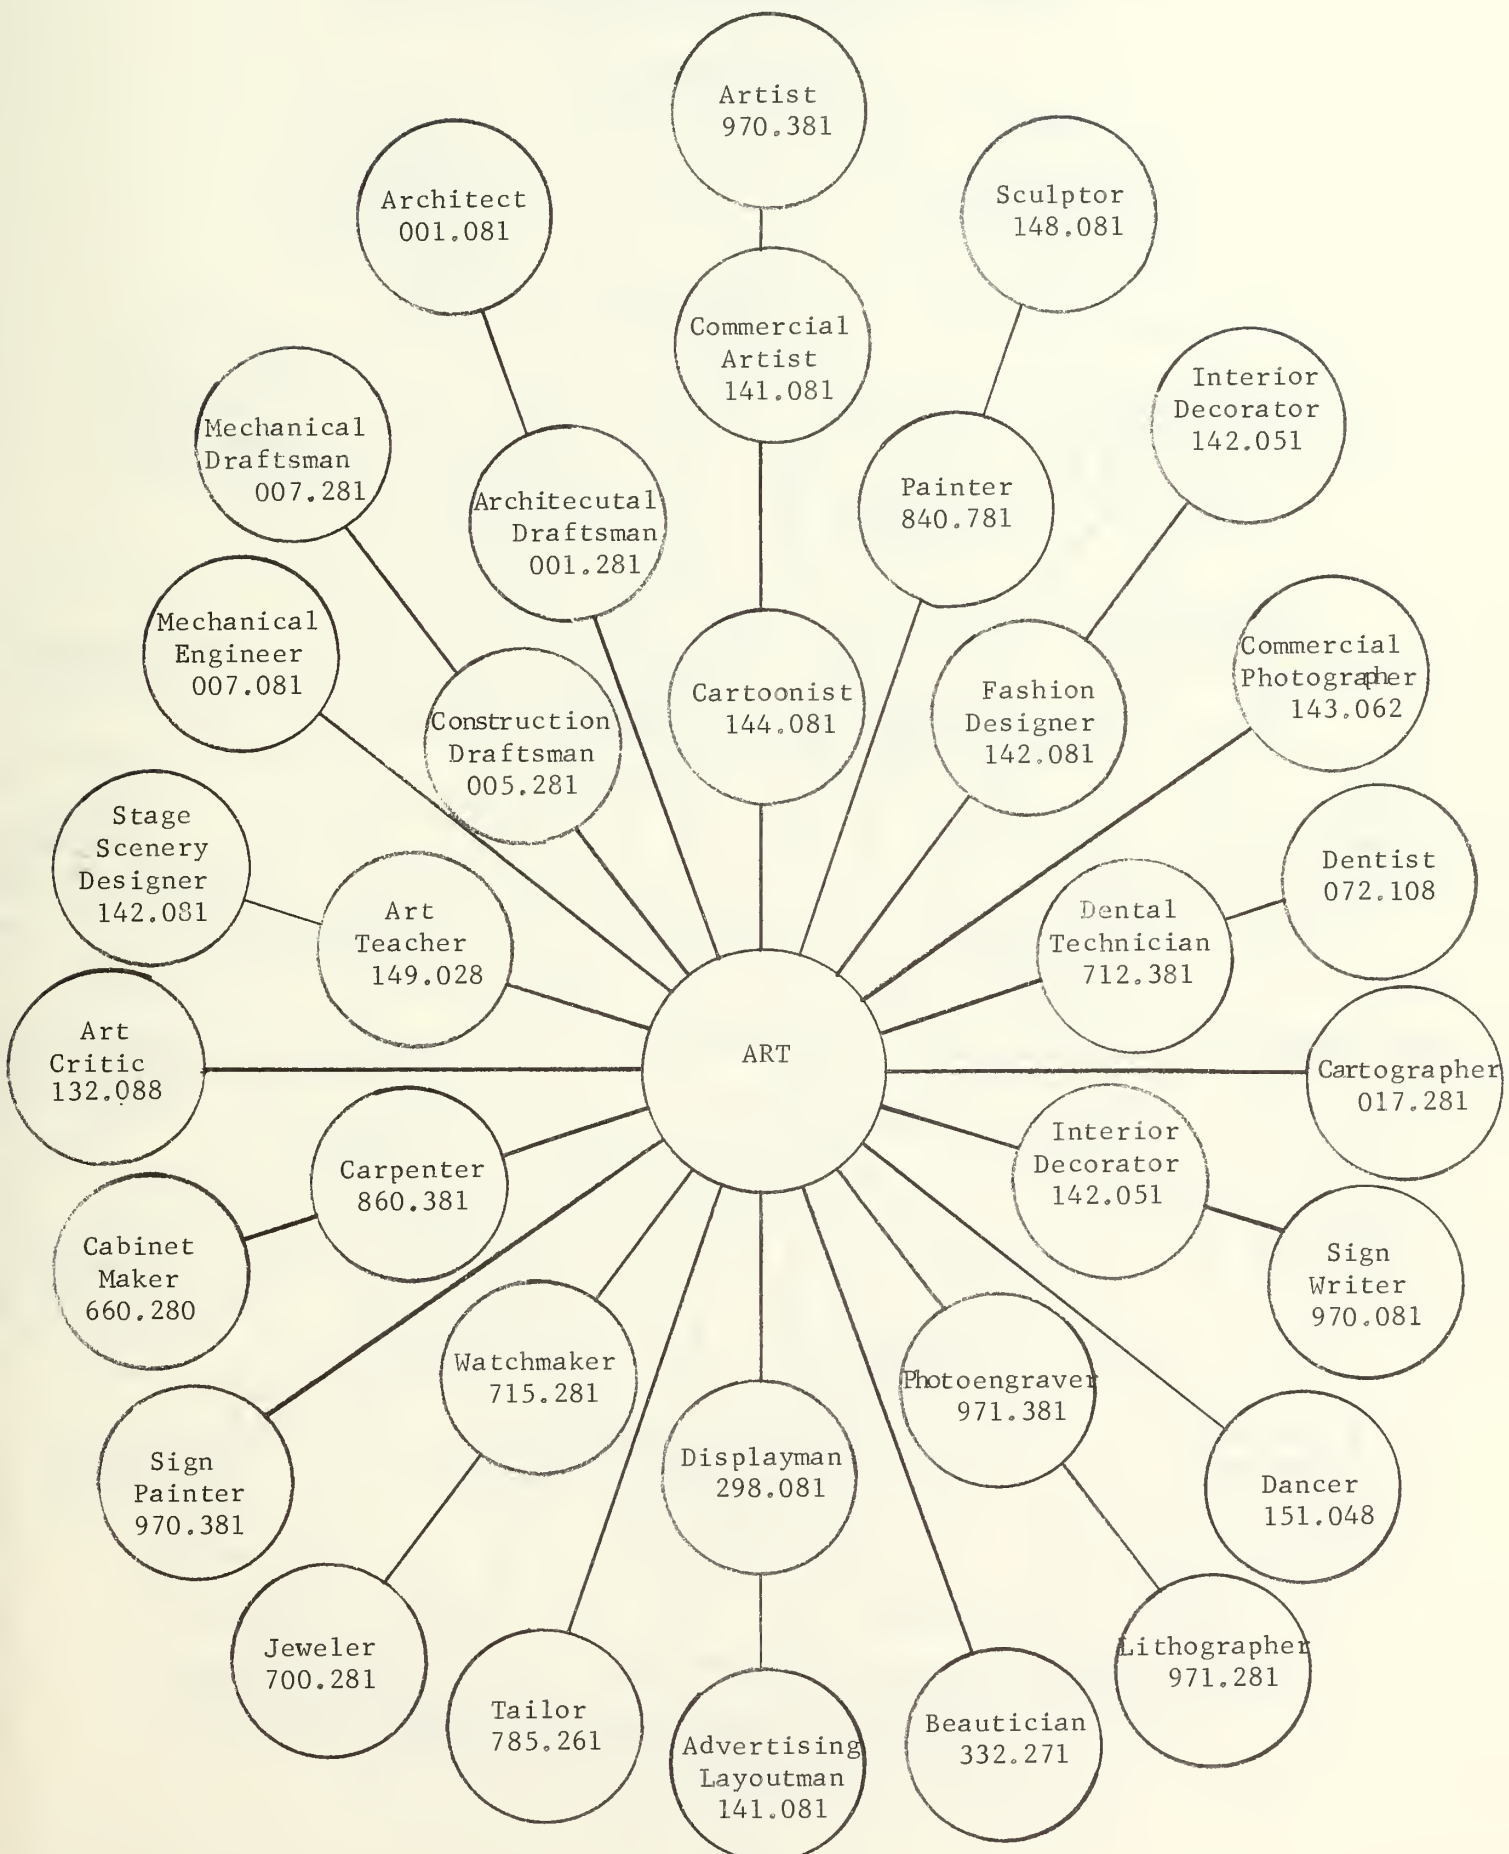 Artist
970.381
Architect
001.081
Sculptor
148.081
Commercial
Artist
141.081
Interior
Decorator
142.051
Mechanical
Draftsman
007.281
Architecutal
Draftsman
001.281
Painter
840.781
Mechanical
Engineer
007.081
Construction
Draftsman
005.281
Cartoonist
144.081
Fashion
Designer
142.081
Commercial
Photographer
143.062
Stage
Scenery
Designer
142.081
Art
Teacher
149.028
Dental
Technician
712.381
Dentist
072.108
Art
Critic
132.088
ART
Cartographer
017.281
Carpenter
860.381
Interior
Decorator
142.051
Cabinet
Maker
660.280
Sign
Writer
970.081
Watchmaker
715.281
Photoengraver
971.381
Sign
Painter
970.381
Displayman
298.081
Dancer
151.048
Jeweler
700.281
Lithographer
971.281
Tailor
785.261
Advertising
Layoutman
141.081
Beautician
332.271